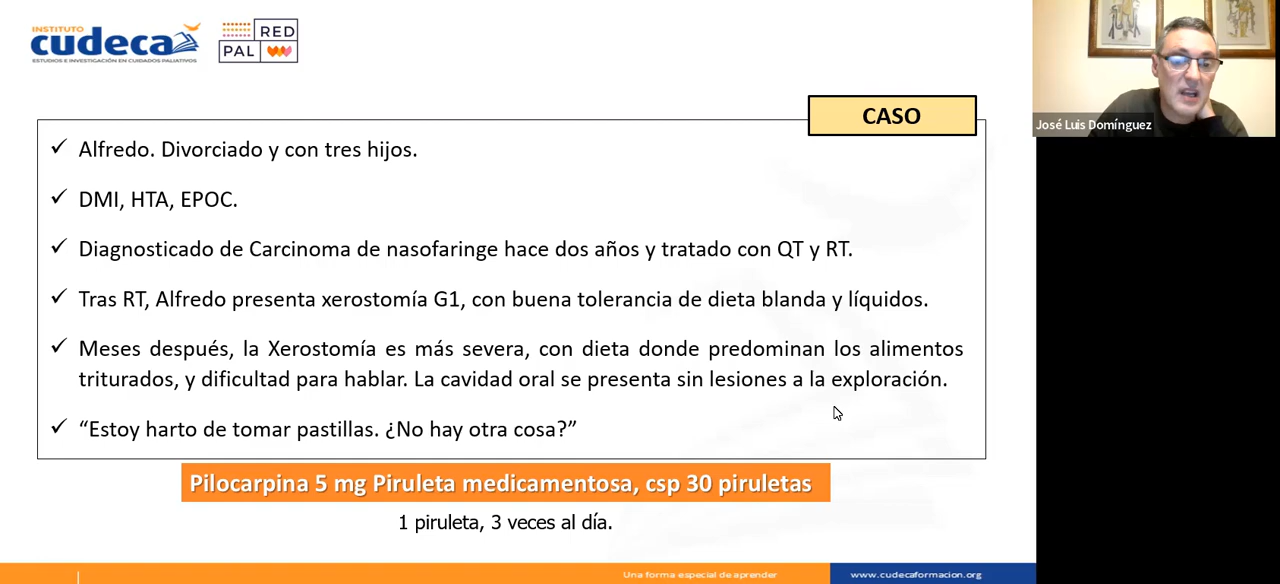 INSTITUTO
cudeca
ESTUDIOS E INVESTIGACIÓN EN CUIDADOS PALIATIVOS
RED
PAL
CASO
José Luis Domínguez
✓ Alfredo. Divorciado y con tres hijos.
✓ DMI, HTA, EPOC.
✓ Diagnosticado de Carcinoma de nasofaringe hace dos años y tratado con QT y RT.
✓ Tras RT, Alfredo presenta xerostomía G1, con buena tolerancia de dieta blanda y líquidos.
✓ Meses después, la Xerostomía es más severa, con dieta donde predominan los alimentos
triturados, y dificultad para hablar. La cavidad oral se presenta sin lesiones a la exploración.
✓ “Estoy harto de tomar pastillas. ¿No hay otra cosa?”
Pilocarpina 5 mg Piruleta medicamentosa, csp 30 piruletas
1 piruleta, 3 veces al día.
Una forma especial de aprender
www.cudecaformacion.org